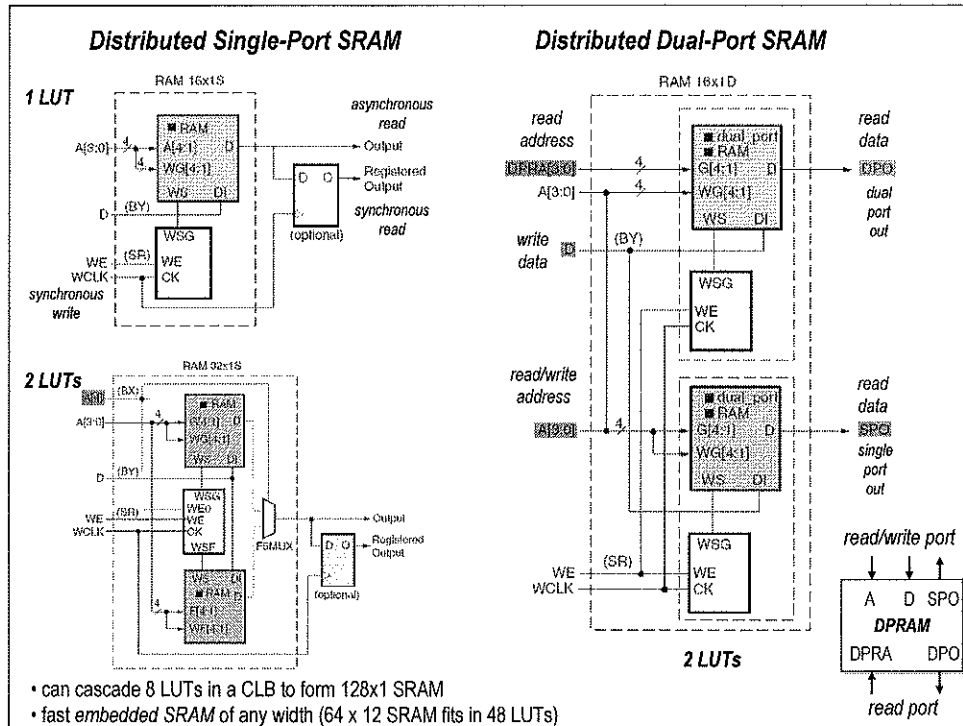 Distributed Single-Port SRAM
1 LUT
RAM 16x1S
A[3:0]
4
4
RAM
A[4:1]
D
WG[4:1]
WS
DI
D
(BY)
WSG
WE
(SR)
WE
WCLK
CK
synchronous
write
asynchronous
read
Output
D
Q
Registered
Output
synchronous
read
(optional)
2 LUTs
RAM 32x1S
(BX)
A[3:0]
4
RAM
G[4:1]
D
WG[4:1]
WS
DI
D
(BY)
WSG
WE0
WE
(SR)
WE
WCLK
CK
WSF
F5MUX
Output
D
Q
Registered
Output
(optional)
WS
DI
RAM
D
4
F[4:1]
WF[4:1]
Distributed Dual-Port SRAM
RAM 16x1D
read
address
DPRA[3:0]
4
A[3:0]
4
dual_port
RAM
G[4:1]
D
WG[4:1]
WS
DI
read
data
DPO
dual
port
out
write
data
D
(BY)
WSG
WE
CK
read/write
address
A[3:0]
4
dual_port
RAM
G[4:1]
D
WG[4:1]
WS
DI
read
data
SPO
single
port
out
WSG
WE
(SR)
WE
WCLK
CK
2 LUTs
read/write port
A D SPO
DPRAM
DPRA DPO
read port
• can cascade 8 LUTs in a CLB to form 128x1 SRAM
• fast embedded SRAM of any width (64 x 12 SRAM fits in 48 LUTs)